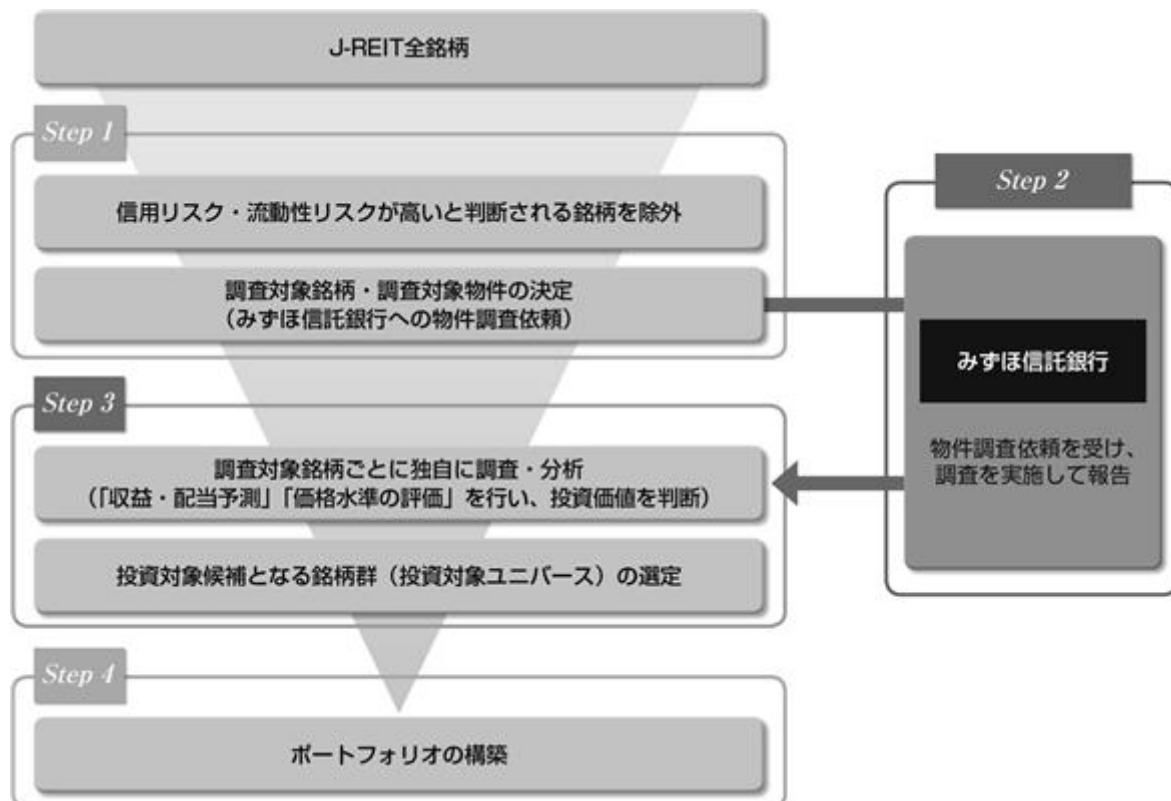 J-REIT全銘柄
Step 1
信用リスク・流動性リスクが高いと判断される銘柄を除外
調査対象銘柄・調査対象物件の決定
（みずほ信託銀行への物件調査依頼）
Step 2
みずほ信託銀行
物件調査依頼を受け、
調査を実施して報告
Step 3
調査対象銘柄ごとに独自に調査・分析
（「収益・配当予測」「価格水準の評価」を行い、投資価値を判断）
投資対象候補となる銘柄群（投資対象ユニバース）の選定
Step 4
ポートフォリオの構築